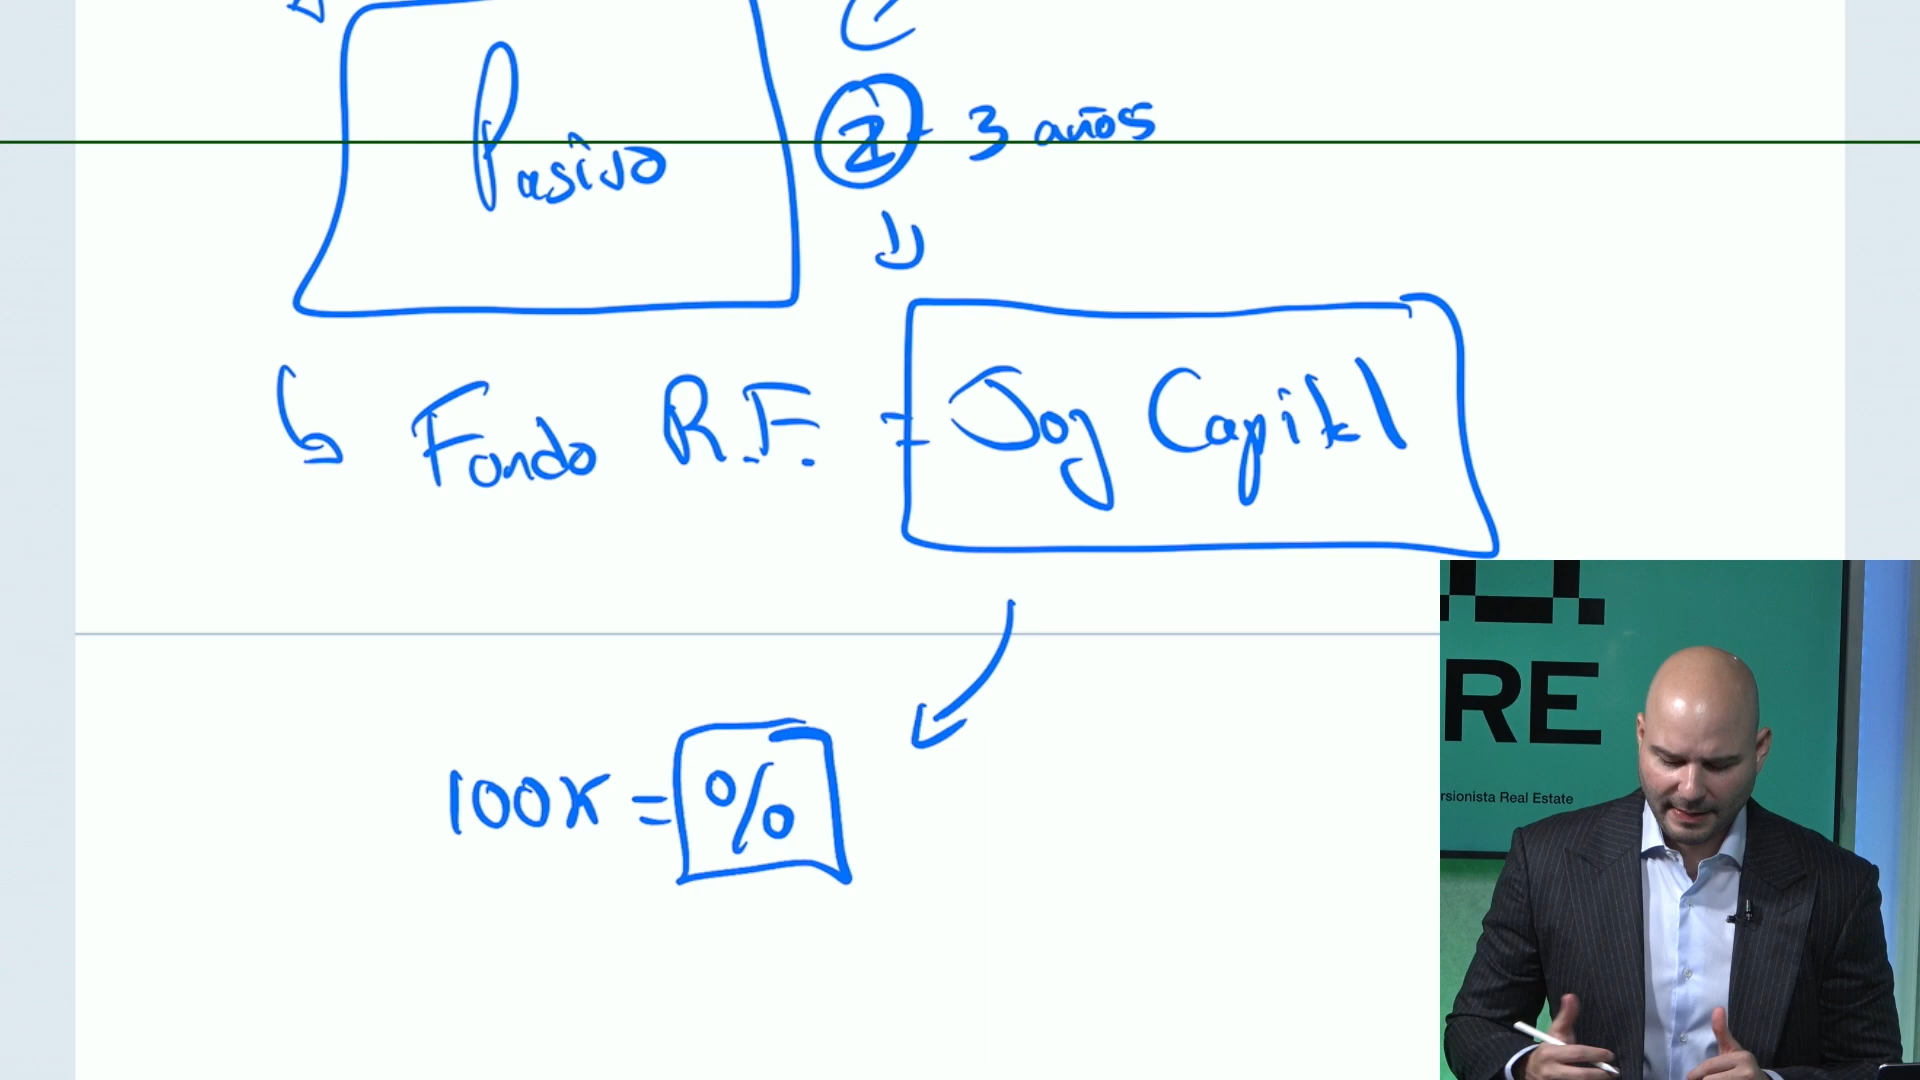 2 - 3 años
Pasivo
Fondo R.F. = Joy Capital
100K = %
RE
rsionista Real Estate